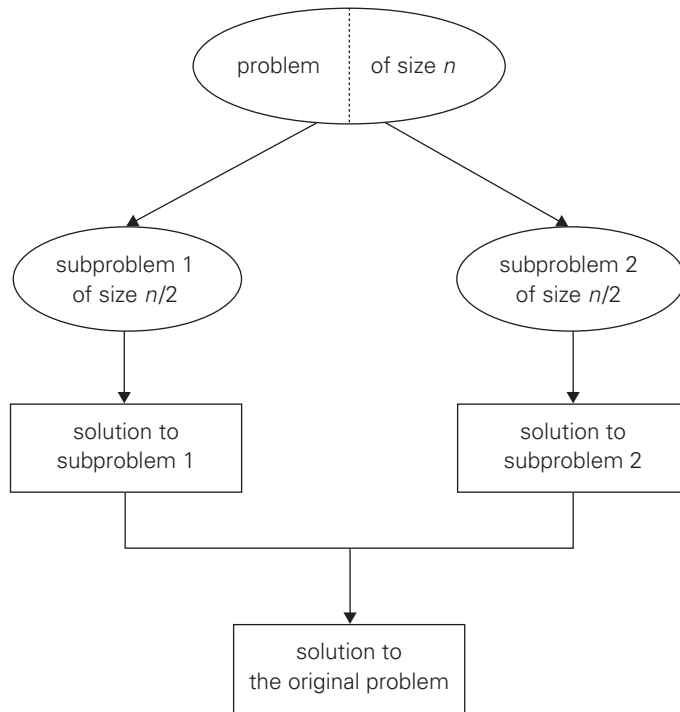 problem of size n
subproblem 1
of size n/2
subproblem 2
of size n/2
solution to
subproblem 1
solution to
subproblem 2
solution to
the original problem